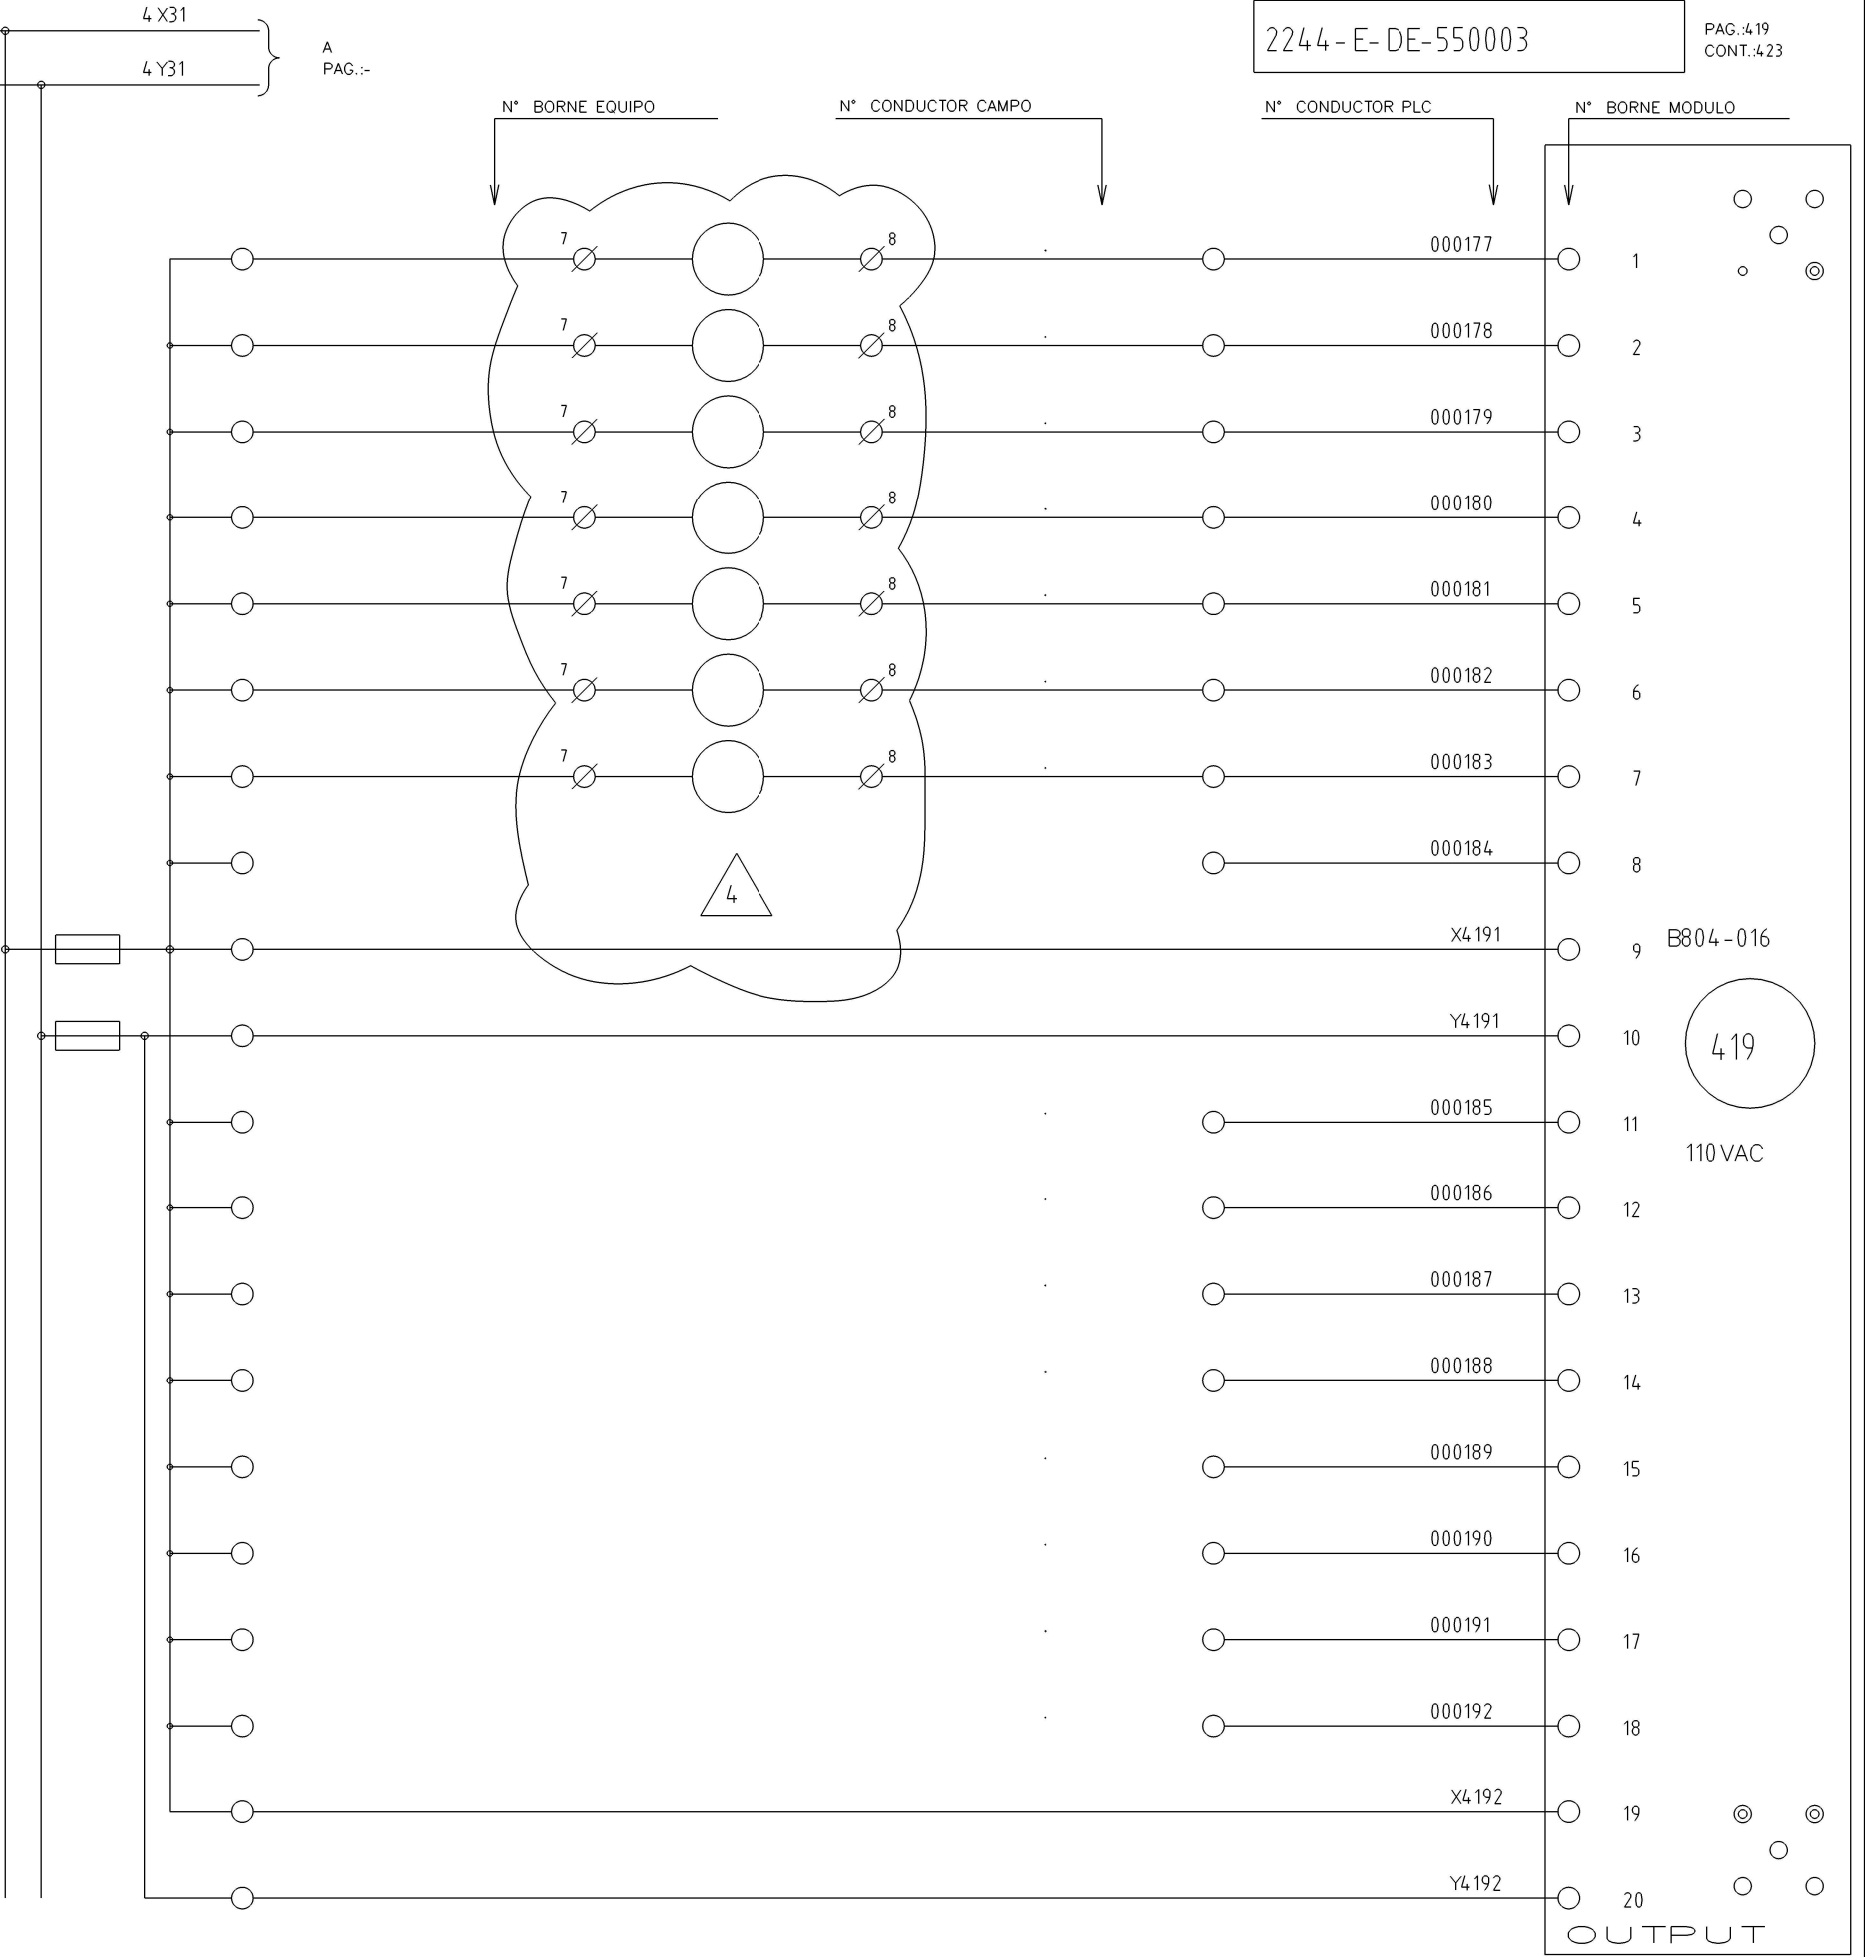 4 X31
4 Y31
A
PAG.:-
2244-E-DE-550003
PAG.:419
CONT.:423
N° BORNE EQUIPO
N° CONDUCTOR CAMPO
N° CONDUCTOR PLC
N° BORNE MODULO
7 8 000177 1
7 8 000178 2
7 8 000179 3
7 8 000180 4
7 8 000181 5
7 8 000182 6
7 8 000183 7
000184 8
4
X4191 9
B804-016
Y4191 10
419
000185 11
110 VAC
000186 12
000187 13
000188 14
000189 15
000190 16
000191 17
000192 18
X4192 19
Y4192 20
OUTPUT